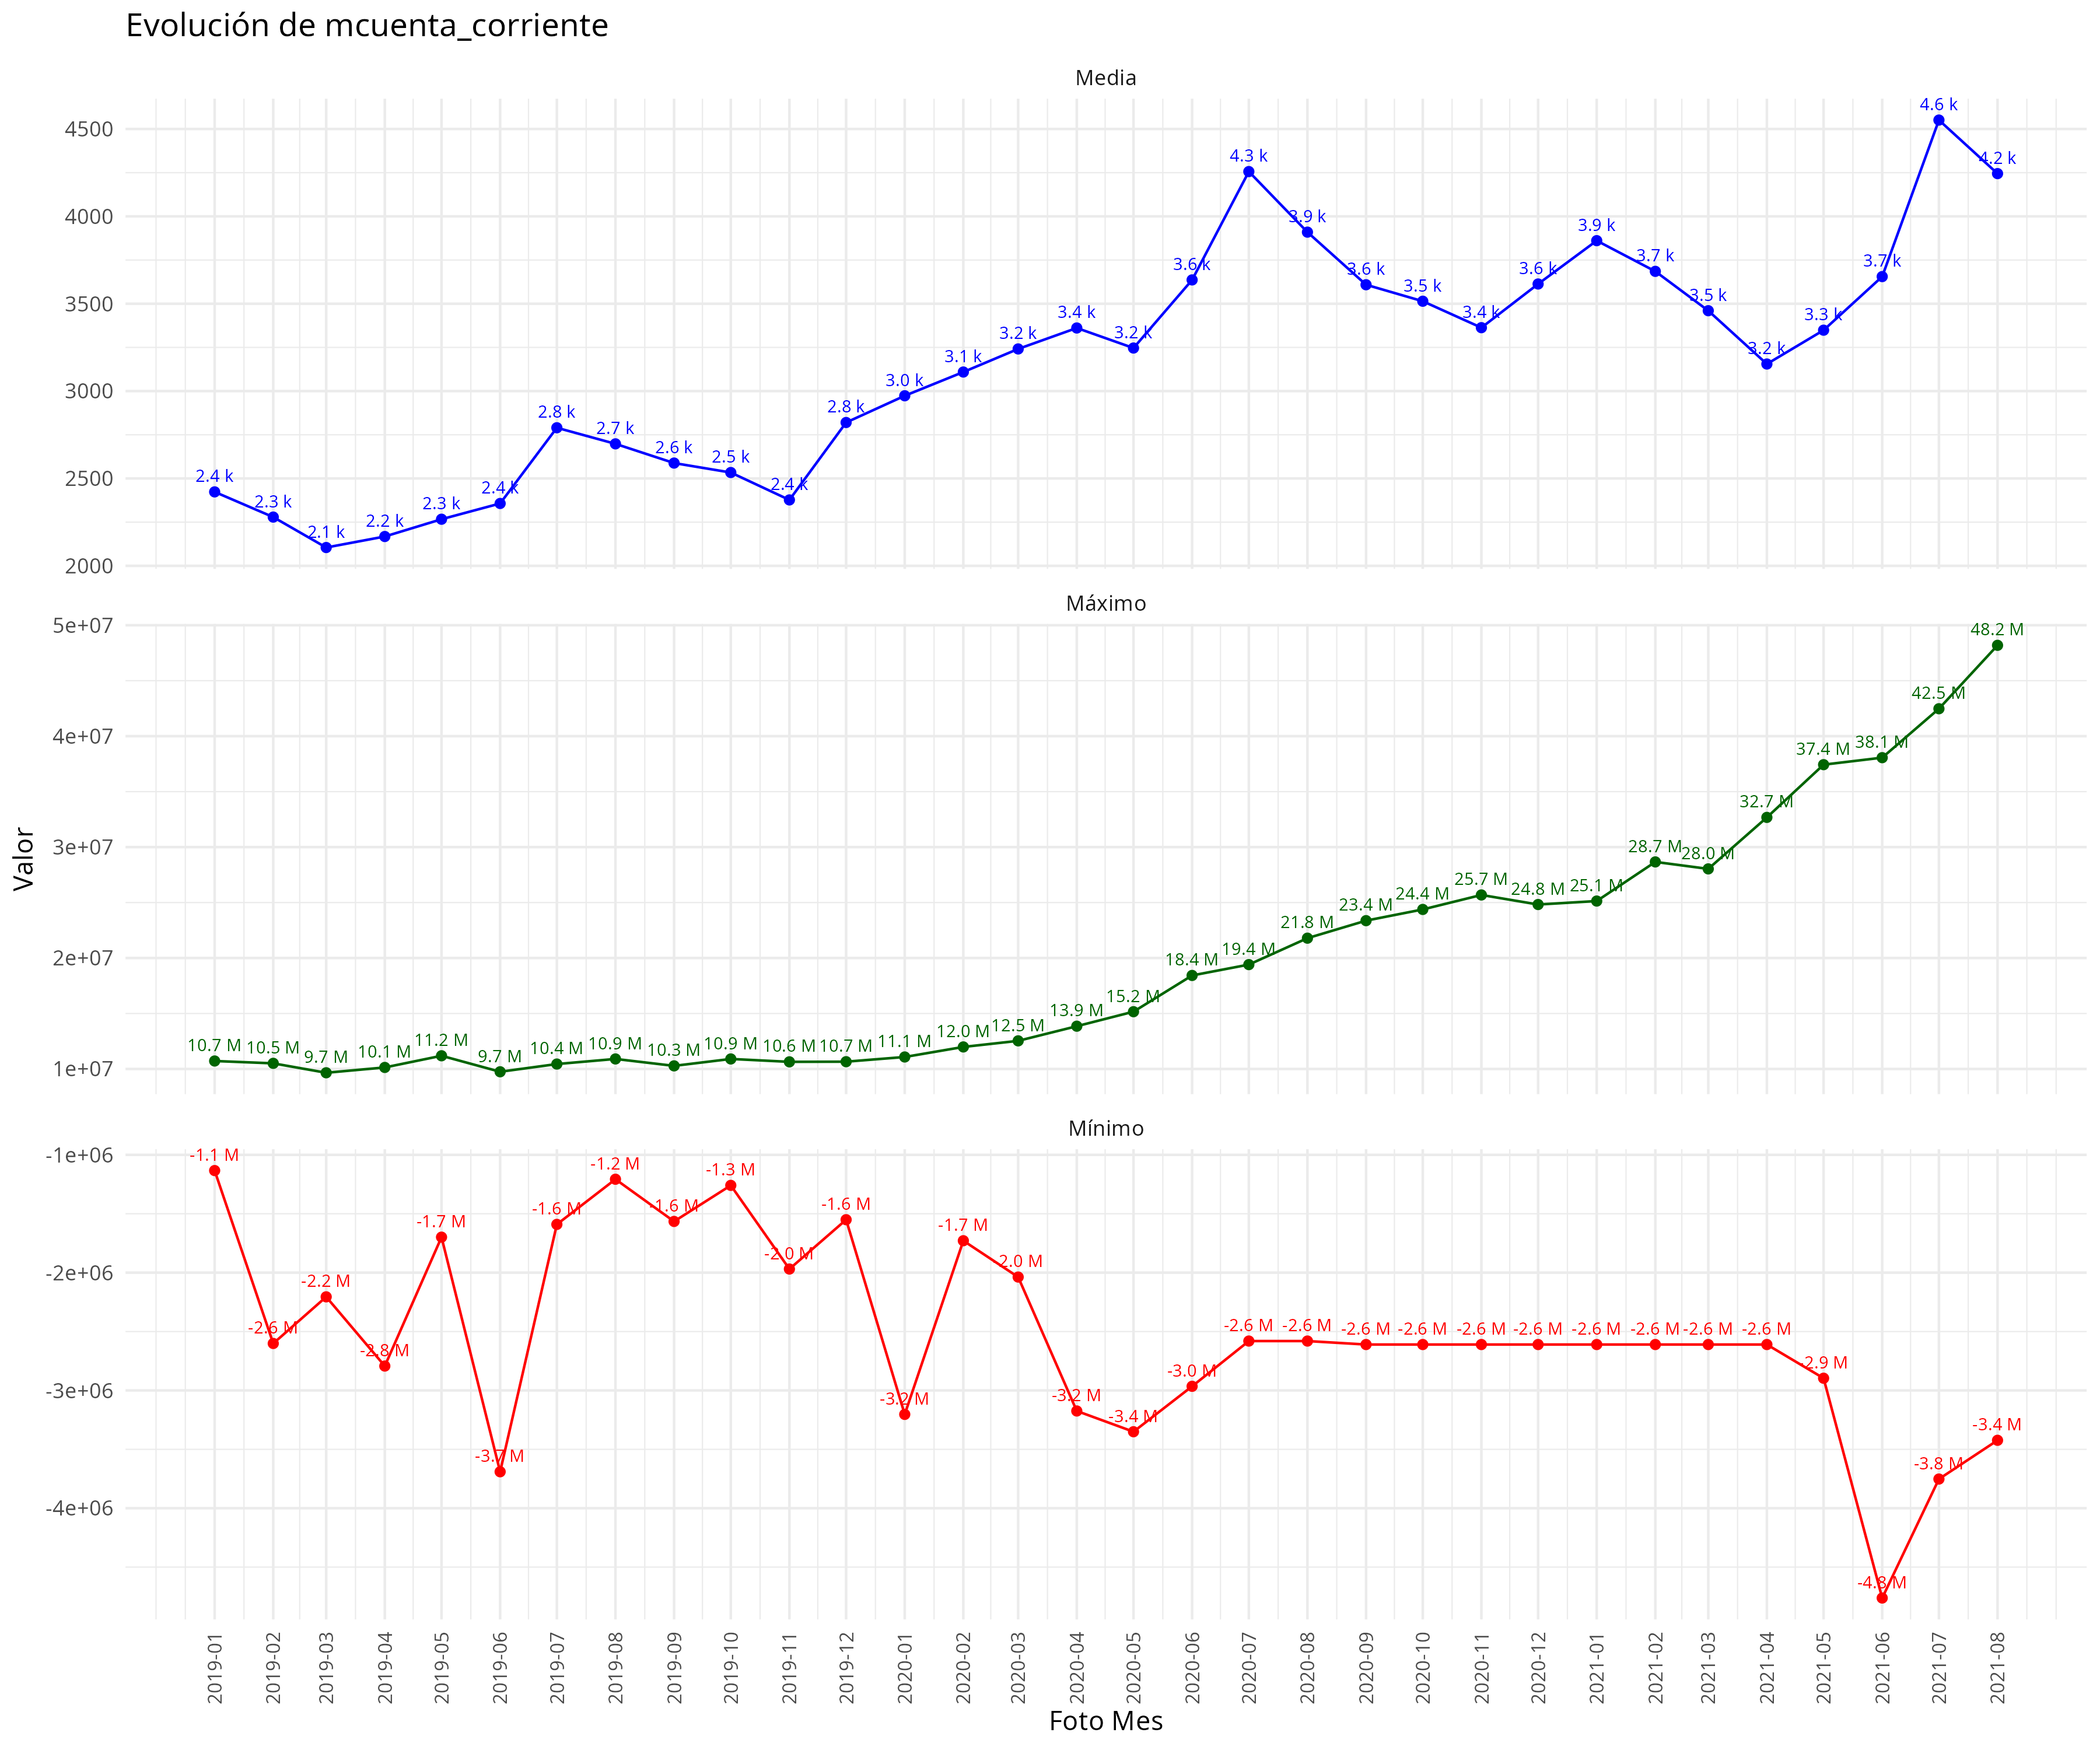 Evolución de mcuenta_corriente
Media
4500
4000
3500
3000
2500
2000
2.4 k
2.3 k
2.1 k
2.2 k
2.3 k
2.4 k
2.8 k
2.7 k
2.6 k
2.5 k
2.4 k
2.8 k
3.0 k
3.1 k
3.2 k
3.4 k
3.2 k
3.6 k
4.3 k
3.9 k
3.6 k
3.5 k
3.4 k
3.6 k
3.9 k
3.7 k
3.5 k
3.2 k
3.3 k
3.7 k
4.6 k
4.2 k
Máximo
5e+07
4e+07
3e+07
2e+07
1e+07
10.7 M
10.5 M
9.7 M
10.1 M
11.2 M
9.7 M
10.4 M
10.9 M
10.3 M
10.9 M
10.6 M
10.7 M
11.1 M
12.0 M
12.5 M
13.9 M
15.2 M
18.4 M
19.4 M
21.8 M
23.4 M
24.4 M
25.7 M
24.8 M
25.1 M
28.7 M
28.0 M
32.7 M
37.4 M
38.1 M
42.5 M
48.2 M
Valor
Mínimo
-1e+06
-2e+06
-3e+06
-4e+06
-1.1 M
-2.6 M
-2.2 M
-2.8 M
-1.7 M
-3.7 M
-1.6 M
-1.2 M
-1.6 M
-1.3 M
-2.0 M
-1.6 M
-3.2 M
-1.7 M
-2.0 M
-3.2 M
-3.4 M
-3.0 M
-2.6 M
-2.6 M
-2.6 M
-2.6 M
-2.6 M
-2.6 M
-2.6 M
-2.6 M
-2.6 M
-2.6 M
-2.9 M
-4.8 M
-3.8 M
-3.4 M
2019-01
2019-02
2019-03
2019-04
2019-05
2019-06
2019-07
2019-08
2019-09
2019-10
2019-11
2019-12
2020-01
2020-02
2020-03
2020-04
2020-05
2020-06
2020-07
2020-08
2020-09
2020-10
2020-11
2020-12
2021-01
2021-02
2021-03
2021-04
2021-05
2021-06
2021-07
2021-08
Foto Mes